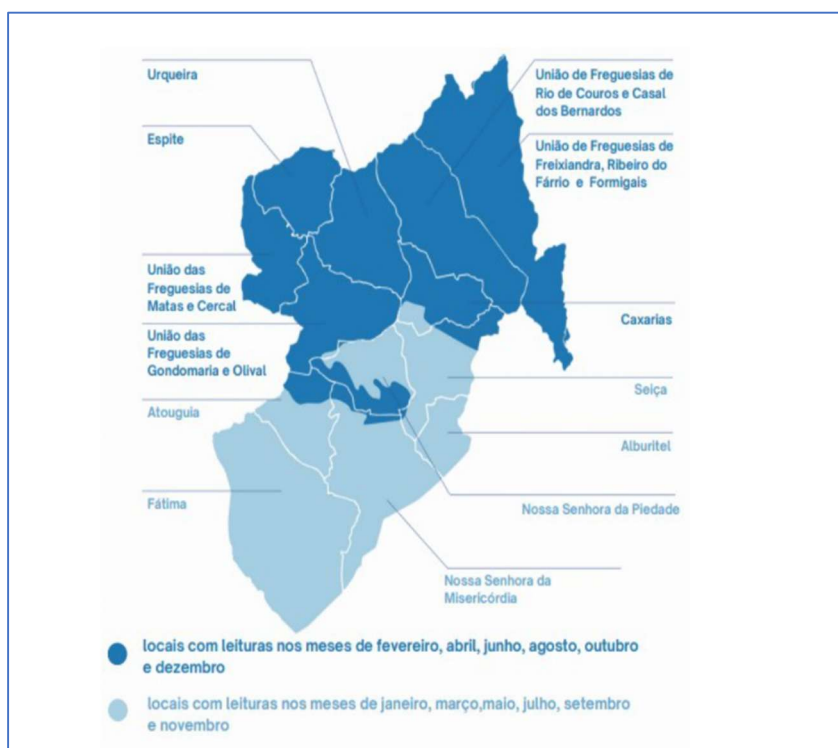 Urqueira
Espite
União das
Freguesias de
Matas e Cercal
União das
Freguesias de
Gondomaria e Olival
Atouguia
Fátima
União de Freguesias de
Rio de Couros e Casal
dos Bernardos
União de Freguesias de
Freixiandra, Ribeiro do
Fárrio e Formigais
Caxarias
Seiça
Alburitel
Nossa Senhora da Piedade
Nossa Senhora da
Misericórdia
locais com leituras nos meses de fevereiro, abril, junho, agosto, outubro
e dezembro
locais com leituras nos meses de janeiro, março,maio, julho, setembro
e novembro